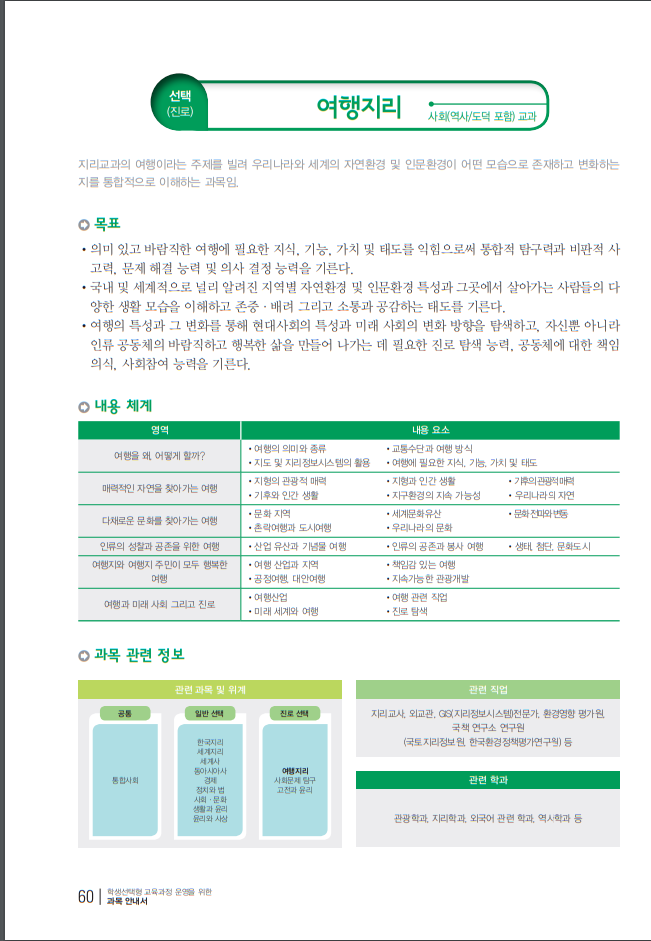 선택
(진로)
여행지리
사회(역사/도덕 포함) 교과
지리교과의 여행이라는 주제를 빌려 우리나라와 세계의 자연환경 및 인문환경이 어떤 모습으로 존재하고 변화하는
지를 통합적으로 이해하는 과목임.
목표
• 의미 있고 바람직한 여행에 필요한 지식, 기능, 가치 및 태도를 익힘으로써 통합적 탐구력과 비판적 사
고력, 문제 해결 능력 및 의사 결정 능력을 기른다.
• 국내 및 세계적으로 널리 알려진 지역별 자연환경 및 인문환경 특성과 그곳에서 살아가는 사람들의 다
양한 생활 모습을 이해하고 존중 · 배려 그리고 소통과 공감하는 태도를 기른다.
• 여행의 특성과 그 변화를 통해 현대사회의 특성과 미래 사회의 변화 방향을 탐색하고, 자신뿐 아니라
인류 공동체의 바람직하고 행복한 삶을 만들어 나가는 데 필요한 진로 탐색 능력, 공동체에 대한 책임
의식, 사회참여 능력을 기른다.
내용 체계
영역 내용 요소
여행을 왜, 어떻게 할까?
• 여행의 의미와 종류 • 교통수단과 여행 방식
• 지도 및 지리정보시스템의 활용 • 여행에 필요한 지식, 기능, 가치 및 태도
매력적인 자연을 찾아가는 여행
• 지형의 관광적 매력 • 지형과 인간 생활 • 기후의 관광적 매력
• 기후와 인간 생활 • 지구환경의 지속 가능성 • 우리나라의 자연
다채로운 문화를 찾아가는 여행
• 문화 지역 • 세계문화유산 • 문화 전파와 변동
• 촌락여행과 도시여행 • 우리나라의 문화
인류의 성찰과 공존을 위한 여행 • 산업 유산과 기념물 여행 • 인류의 공존과 봉사 여행 • 생태, 첨단, 문화도시
여행지와 여행지 주민이 모두 행복한
여행
• 여행 산업과 지역 • 책임감 있는 여행
• 공정여행, 대안여행 • 지속가능한 관광개발
여행과 미래 사회 그리고 진로
• 여행산업 • 여행 관련 직업
• 미래 세계와 여행 • 진로 탐색
과목 관련 정보
관련 과목 및 위계
공통
통합사회
일반 선택
한국지리
세계지리
세계사
동아시아사
경제
정치와 법
사회 · 문화
생활과 윤리
윤리와 사상
진로 선택
여행지리
사회문제 탐구
고전과 윤리
관련 직업
지리교사, 외교관, GIS(지리정보시스템)전문가, 환경영향 평가원,
국책 연구소 연구원
(국토지리정보원, 한국환경정책평가연구원) 등
관련 학과
관광학과, 지리학과, 외국어 관련 학과, 역사학과 등
60
학생선택형 교육과정 운영을 위한
과목 안내서